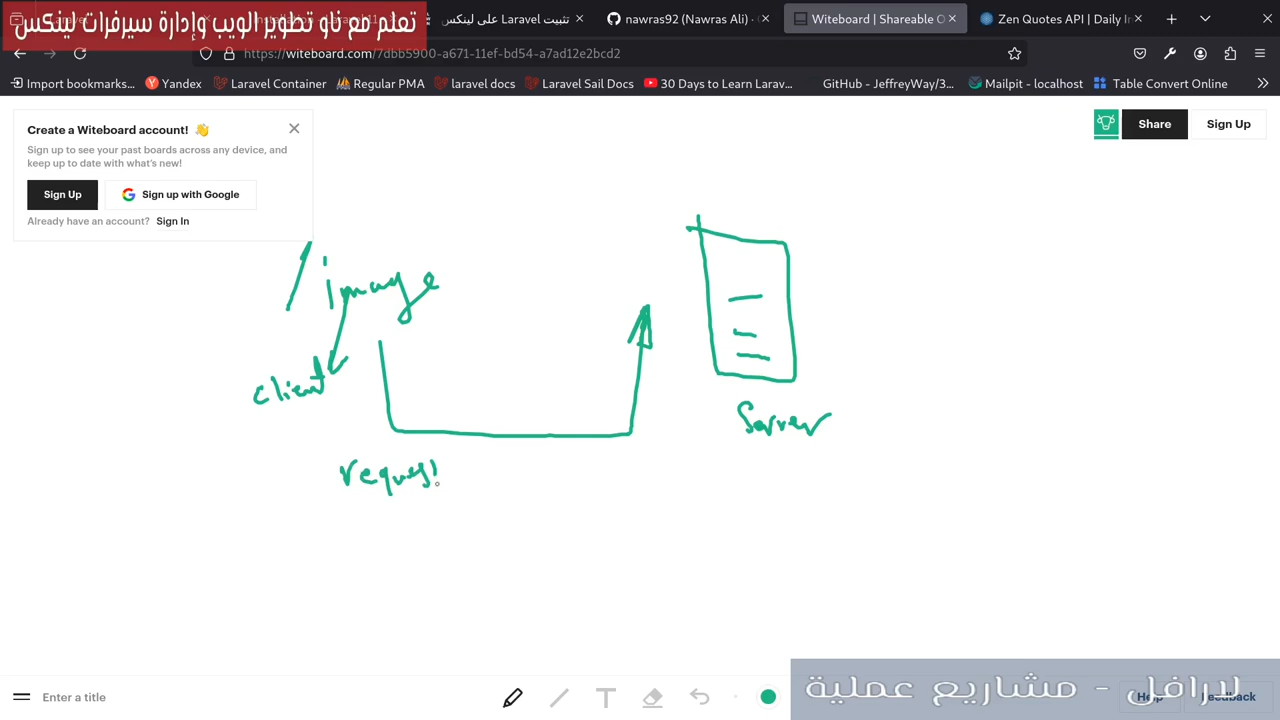 تعلم مع ناو تطوير الويب وإدارة سيرفرات لينكس
تثبيت Laravel على لينكس
nawras92 (Nawras Ali)
Witeboard | Shareable O
Zen Quotes API | Daily In
https://witeboard.com/7dbb5900-a671-11ef-bd54-a7ad12e2bcd2
Import bookmarks...
Yandex
Laravel Container
Regular PMA
laravel docs
Laravel Sail Docs
30 Days to Learn Larav...
GitHub - JeffreyWay/3...
Mailpit - localhost
Table Convert Online
Create a Witeboard account! 👋
Sign up to see your past boards across any device, and
keep up to date with what's new!
Sign Up
Sign up with Google
Already have an account? Sign In
Share
Sign Up
image
client
Server
request
Enter a title
T
Help
Feedback
لارافل - مشاريع عملية